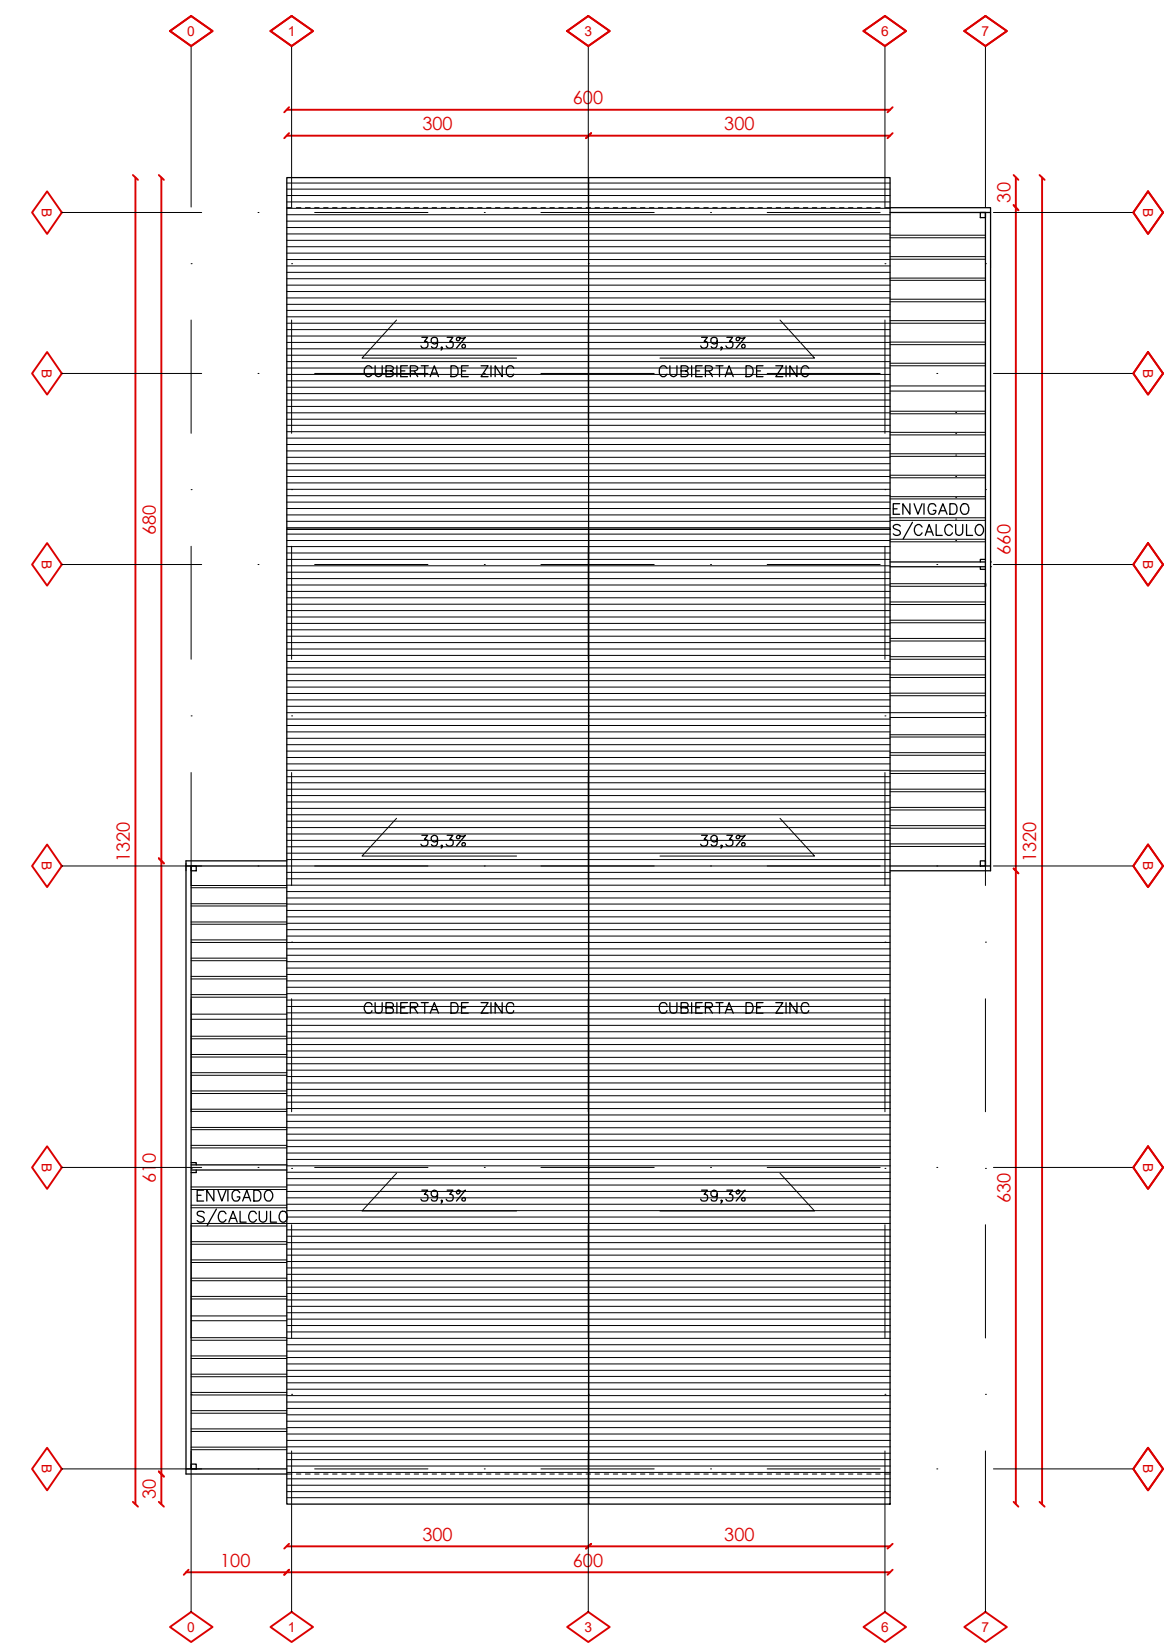 0 1 3 6 7
600
300 300
30
B B
39,3% 39,3%
B B
CUBIERTA DE ZINC CUBIERTA DE ZINC
680
ENVIGADO
S/CALCULO
660
B B
1320 1320
39,3% 39,3%
B B
CUBIERTA DE ZINC CUBIERTA DE ZINC
610
B B
630
ENVIGADO
S/CALCULO
39,3% 39,3%
B B
30
300 300
100 600
0 1 3 6 7